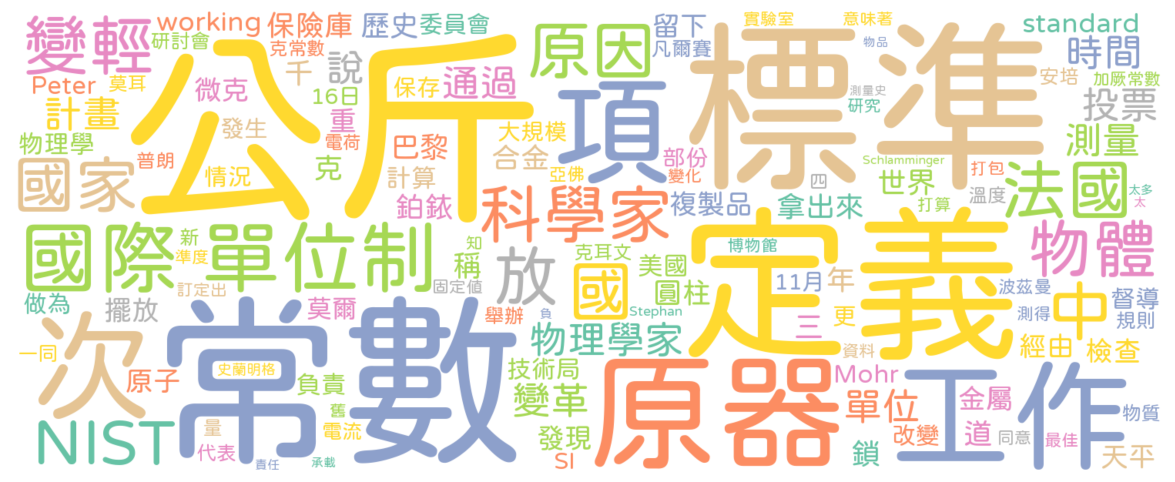 變輕
working
保險庫
歷史
委員會
研討會
克常數
千
說
原因
留下
凡爾賽
實驗室
意味著
物品
standard
時間
Peter
莫耳
微克
保存
通過
標準
安培
加厥常數
測量史
研究
投票
計畫
16日
公斤
項
物理學
發生
重
電荷
巴黎
大規模
合金
測量
普朗
克
部份
變化
Schlamminger
打包
世界
國家
情況
計算
亞佛
四
溫度
太多
太
法國
鉑銥
科學家
複製品
拿出來
打算
國際單位制
新
準度
知
稱
放
克耳文
博物館
定義
物體
美國
國
訂定出
固定值
圓柱
11月
年
波茲曼
中
督導
做為
擺放
莫爾
舉辦
負
Stephan
三
更
測得
規則
次
常數
物理學家
經由
檢查
一同
原子
史蘭明格
負責
技術局
原器
資料
Mohr
工作
變革
單位
金屬
物質
NIST
舊
量
電流
發現
改變
道
同意
最佳
代表
責任
承載
SI
鎖
天平